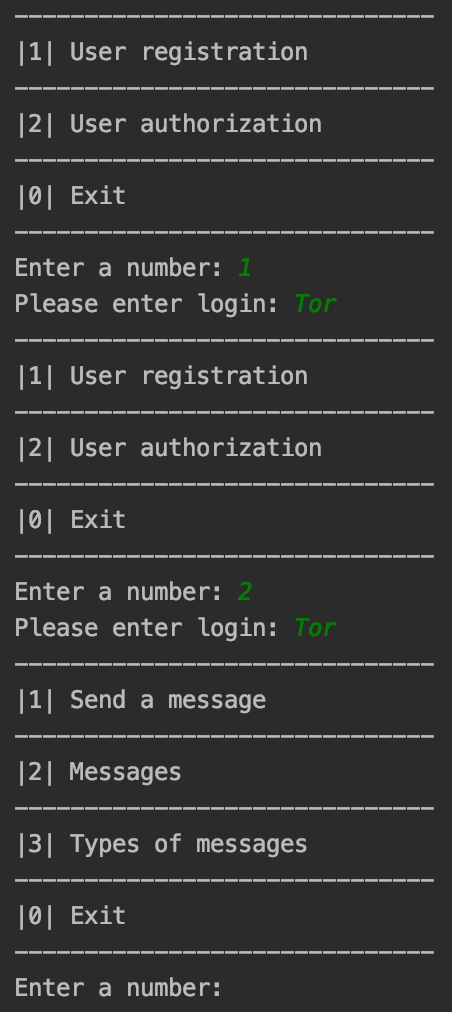 ------------------------------
|1| User registration
------------------------------
|2| User authorization
------------------------------
|0| Exit
------------------------------
Enter a number: 1
Please enter login: Tor
------------------------------
|1| User registration
------------------------------
|2| User authorization
------------------------------
|0| Exit
------------------------------
Enter a number: 2
Please enter login: Tor
------------------------------
|1| Send a message
------------------------------
|2| Messages
------------------------------
|3| Types of messages
------------------------------
|0| Exit
------------------------------
Enter a number: